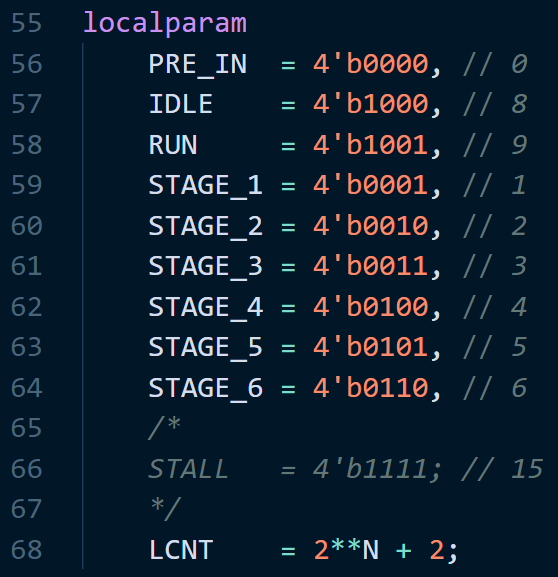 55 localparam
56     PRE_IN  = 4'b0000, // 0
57     IDLE    = 4'b1000, // 8
58     RUN     = 4'b1001, // 9
59     STAGE_1 = 4'b0001, // 1
60     STAGE_2 = 4'b0010, // 2
61     STAGE_3 = 4'b0011, // 3
62     STAGE_4 = 4'b0100, // 4
63     STAGE_5 = 4'b0101, // 5
64     STAGE_6 = 4'b0110, // 6
65     /*
66     STALL   = 4'b1111; // 15
67     */
68     LCNT    = 2**N + 2;